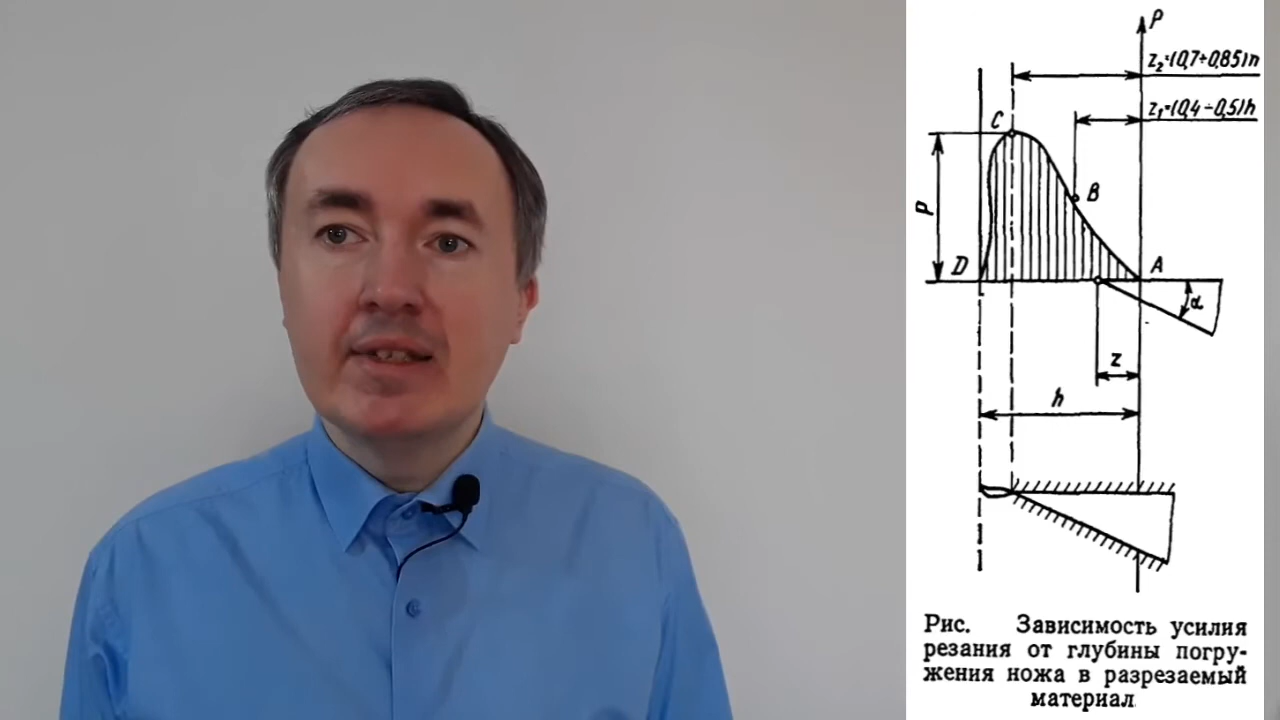 P
z₂=(0,7÷0,85)h
z₁=(0,4÷0,5)h
C
P
B
D
A
α
z
h
Рис. Зависимость усилия
резания от глубины погру-
жения ножа в разрезаемый
материал